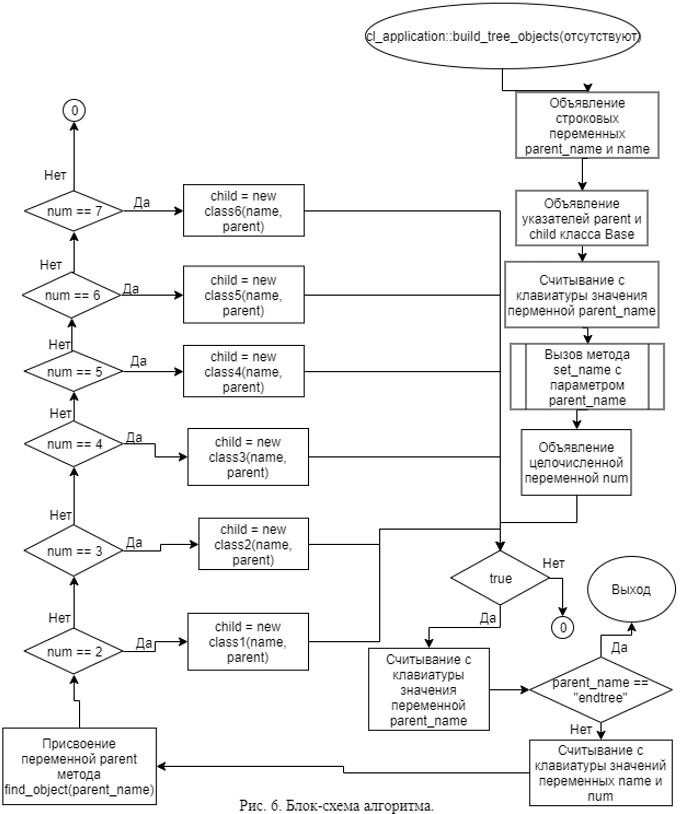 cl_application::build_tree_objects(отсутствуют)
Объявление
строковых
переменных
parent_name и name
Объявление
указателей parent и
child класса Base
Считывание с
клавиатуры значения
перменной parent_name
Вызов метода
set_name с
параметром
parent_name
Объявление
целочисленной
переменной num
true
Нет
0
Да
Считывание с
клавиатуры
значения
переменной
parent_name
parent_name ==
"endtree"
Да
Выход
Нет
Считывание с
клавиатуры значений
переменных name и
num
Присвоение
переменной parent
метода
find_object(parent_name)
num == 2
Да
child = new
class1(name,
parent)
Нет
num == 3
Да
child = new
class2(name,
parent)
Нет
num == 4
Да
child = new
class3(name,
parent)
Нет
num == 5
Да
child = new
class4(name,
parent)
Нет
num == 6
Да
child = new
class5(name,
parent)
Нет
num == 7
Да
child = new
class6(name,
parent)
Нет
0
Рис. 6. Блок-схема алгоритма.